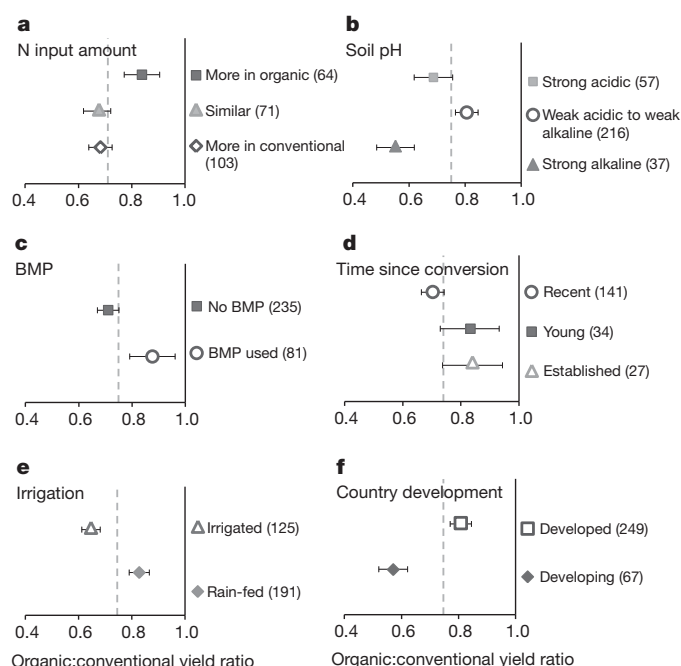 a
N input amount
More in organic (64)
Similar (71)
More in conventional
(103)
0.4 0.6 0.8 1.0
b
Soil pH
Strong acidic (57)
Weak acidic to weak
alkaline (216)
Strong alkaline (37)
0.4 0.6 0.8 1.0
c
BMP
No BMP (235)
BMP used (81)
0.4 0.6 0.8 1.0
d
Time since conversion
Recent (141)
Young (34)
Established (27)
0.4 0.6 0.8 1.0
e
Irrigation
Irrigated (125)
Rain-fed (191)
0.4 0.6 0.8 1.0
Organic:conventional yield ratio
f
Country development
Developed (249)
Developing (67)
0.4 0.6 0.8 1.0
Organic:conventional yield ratio